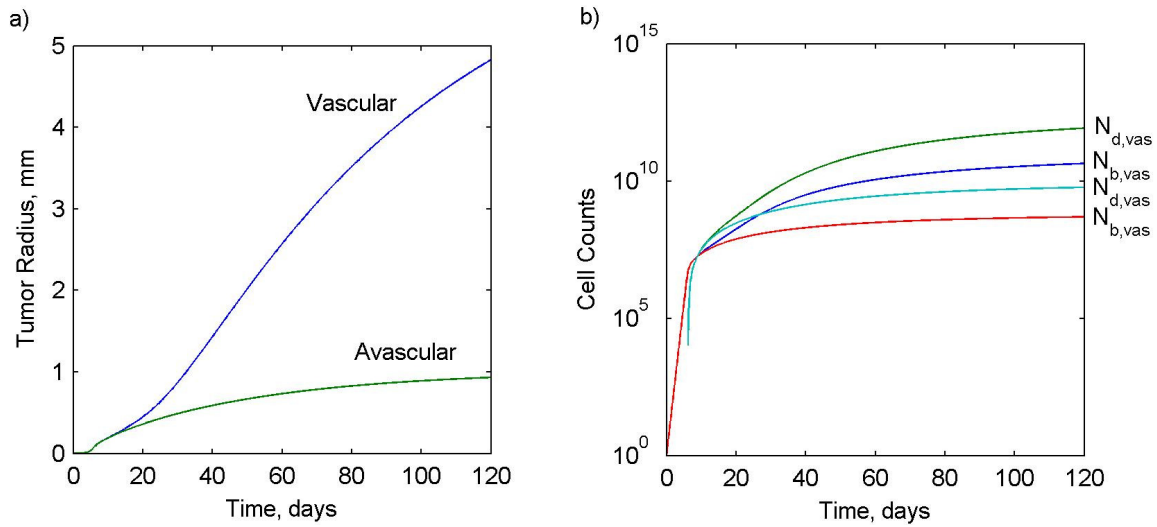 a)
5
4
3
2
1
0
0 20 40 60 80 100 120
Tumor Radius, mm
Time, days
Vascular
Avascular
b)
10^15
10^10
10^5
10^0
0 20 40 60 80 100 120
Cell Counts
Time, days
N_d,vas
N_b,vas
N_d,vas
N_b,vas